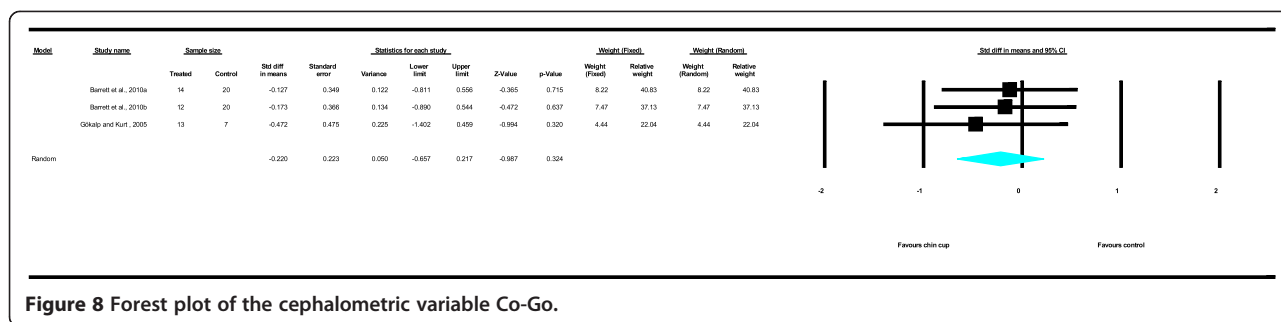 Model Study name Sample size Statistics for each study Weight (Fixed) Weight (Random) Std diff in means and 95% CI
Treated Control Std diff in means Standard error Variance Lower limit Upper limit Z-Value p-Value Weight (Fixed) Relative weight Weight (Random) Relative weight
Barrett et al., 2010a 14 20 -0.127 0.349 0.122 -0.811 0.556 -0.365 0.715 8.22 40.83 8.22 40.83
Barrett et al., 2010b 12 20 -0.173 0.366 0.134 -0.890 0.544 -0.472 0.637 7.47 37.13 7.47 37.13
Gökalp and Kurt , 2005 13 7 -0.472 0.475 0.225 -1.402 0.459 -0.994 0.320 4.44 22.04 4.44 22.04
Random -0.220 0.223 0.050 -0.657 0.217 -0.987 0.324
-2 -1 0 1 2
Favours chin cup Favours control
Figure 8 Forest plot of the cephalometric variable Co-Go.